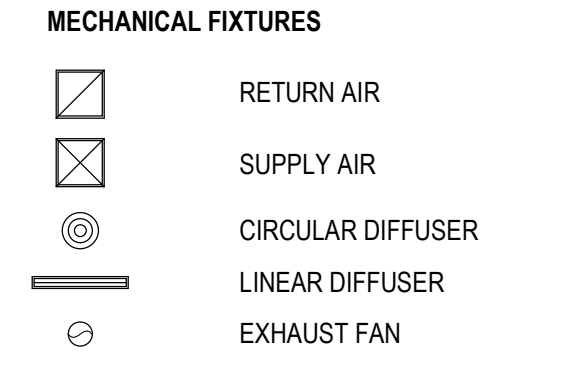 MECHANICAL FIXTURES
RETURN AIR
SUPPLY AIR
CIRCULAR DIFFUSER
LINEAR DIFFUSER
EXHAUST FAN